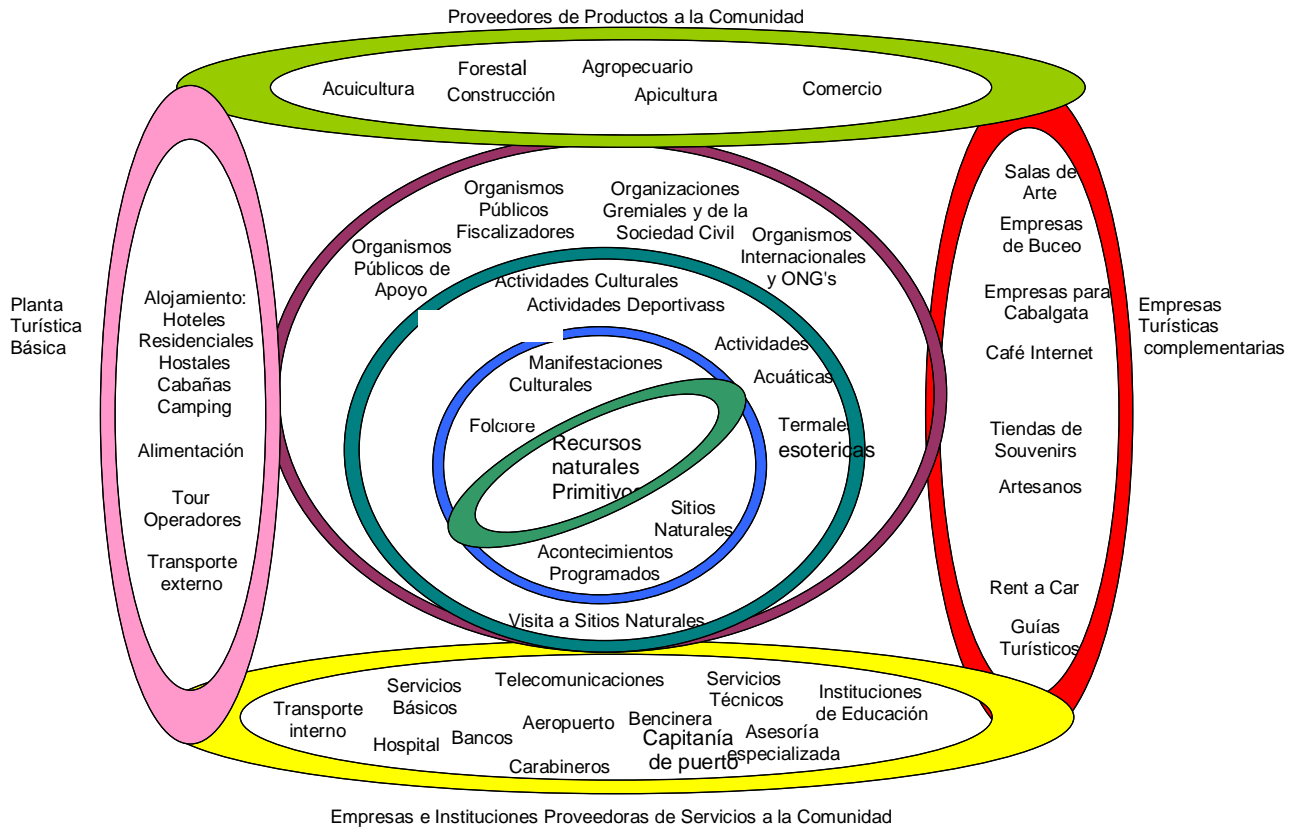 Proveedores de Productos a la Comunidad
Forestal
Agropecuario
Acuicultura
Construcción
Apicultura
Comercio
Planta
Turística
Básica
Alojamiento:
Hoteles
Residenciales
Hostales
Cabañas
Camping
Alimentación
Tour
Operadores
Transporte
externo
Organismos
Públicos
Fiscalizadores
Organizaciones
Gremiales y de la
Sociedad Civil
Organismos
Públicos de
Apoyo
Organismos
Internacionales
y ONG's
Actividades Culturales
Actividades Deportivass
Actividades
Acuáticas
Termales
esotericas
Manifestaciones
Culturales
Folclore
Recursos
naturales
Primitivos
Sitios
Naturales
Acontecimientos
Programados
Visita a Sitios Naturales
Salas de
Arte
Empresas
de Buceo
Empresas para
Cabalgata
Café Internet
Tiendas de
Souvenirs
Artesanos
Rent a Car
Guías
Turísticos
Empresas
Turísticas
complementarias
Transporte
interno
Servicios
Básicos
Hospital
Telecomunicaciones
Bancos
Aeropuerto
Carabineros
Servicios
Técnicos
Bencinera
Capitanía
de puerto
Asesoría
especializada
Instituciones
de Educación
Empresas e Instituciones Proveedoras de Servicios a la Comunidad